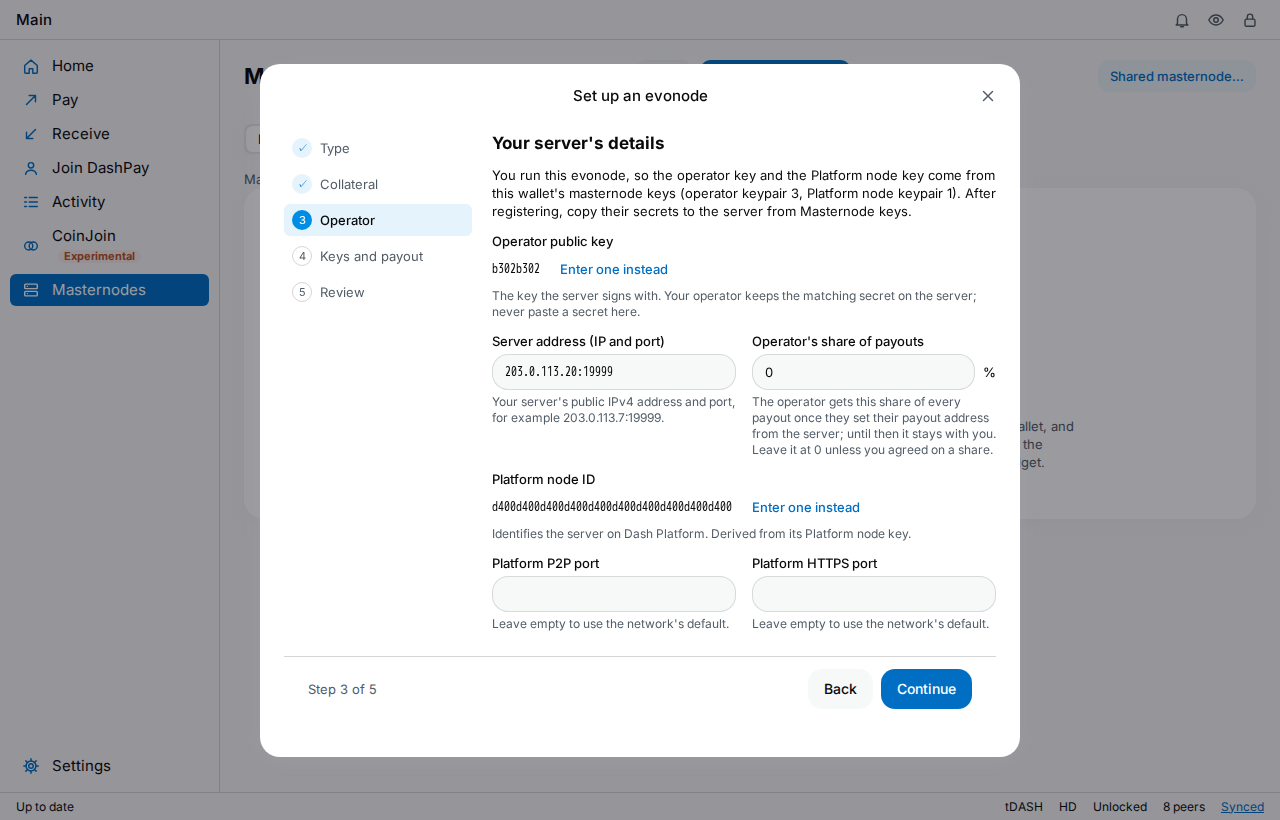 Main
Home
Pay
Receive
Join DashPay
Activity
CoinJoin
Experimental
Masternodes
Settings
Shared masternode...
Set up an evonode
Type
Collateral
3 Operator
4 Keys and payout
5 Review
Your server's details
You run this evonode, so the operator key and the Platform node key come from
this wallet's masternode keys (operator keypair 3, Platform node keypair 1). After
registering, copy their secrets to the server from Masternode keys.
Operator public key
b302b302 Enter one instead
The key the server signs with. Your operator keeps the matching secret on the server;
never paste a secret here.
Server address (IP and port)
203.0.113.20:19999
Your server's public IPv4 address and port,
for example 203.0.113.7:19999.
Operator's share of payouts
0 %
The operator gets this share of every
payout once they set their payout address
from the server; until then it stays with you.
Leave it at 0 unless you agreed on a share.
Platform node ID
d400d400d400d400d400d400d400d400d400d400 Enter one instead
Identifies the server on Dash Platform. Derived from its Platform node key.
Platform P2P port
Leave empty to use the network's default.
Platform HTTPS port
Leave empty to use the network's default.
Step 3 of 5
Back
Continue
and
the
Up to date
tDASH HD Unlocked 8 peers Synced